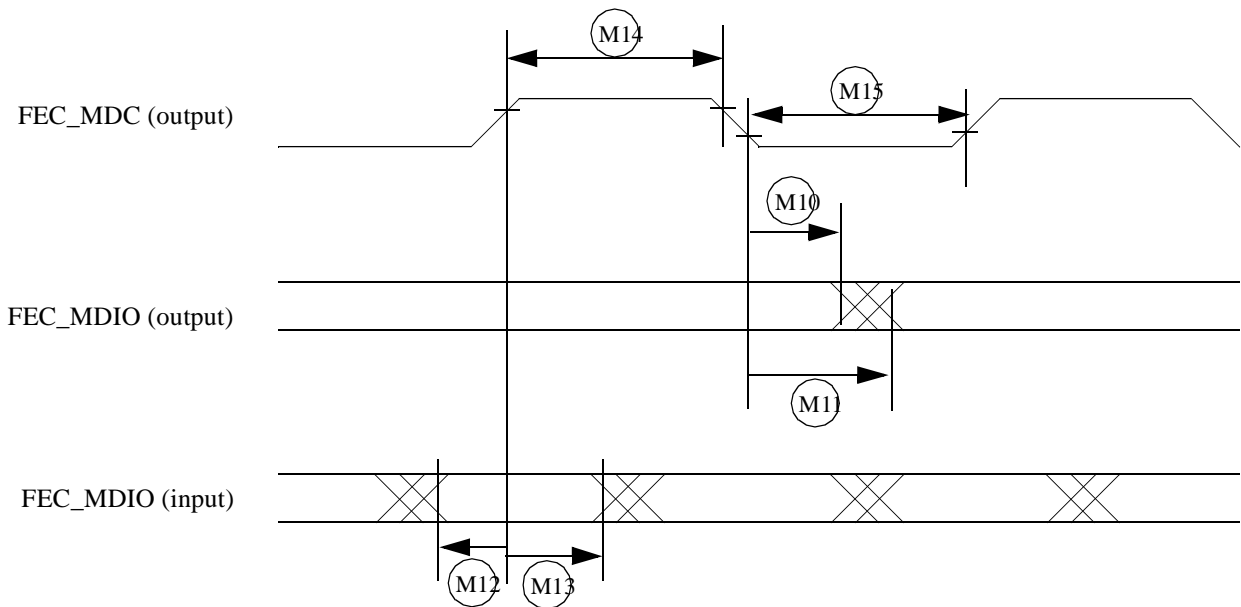 M14
FEC_MDC (output)
M15
M10
FEC_MDIO (output)
M11
FEC_MDIO (input)
M12
M13